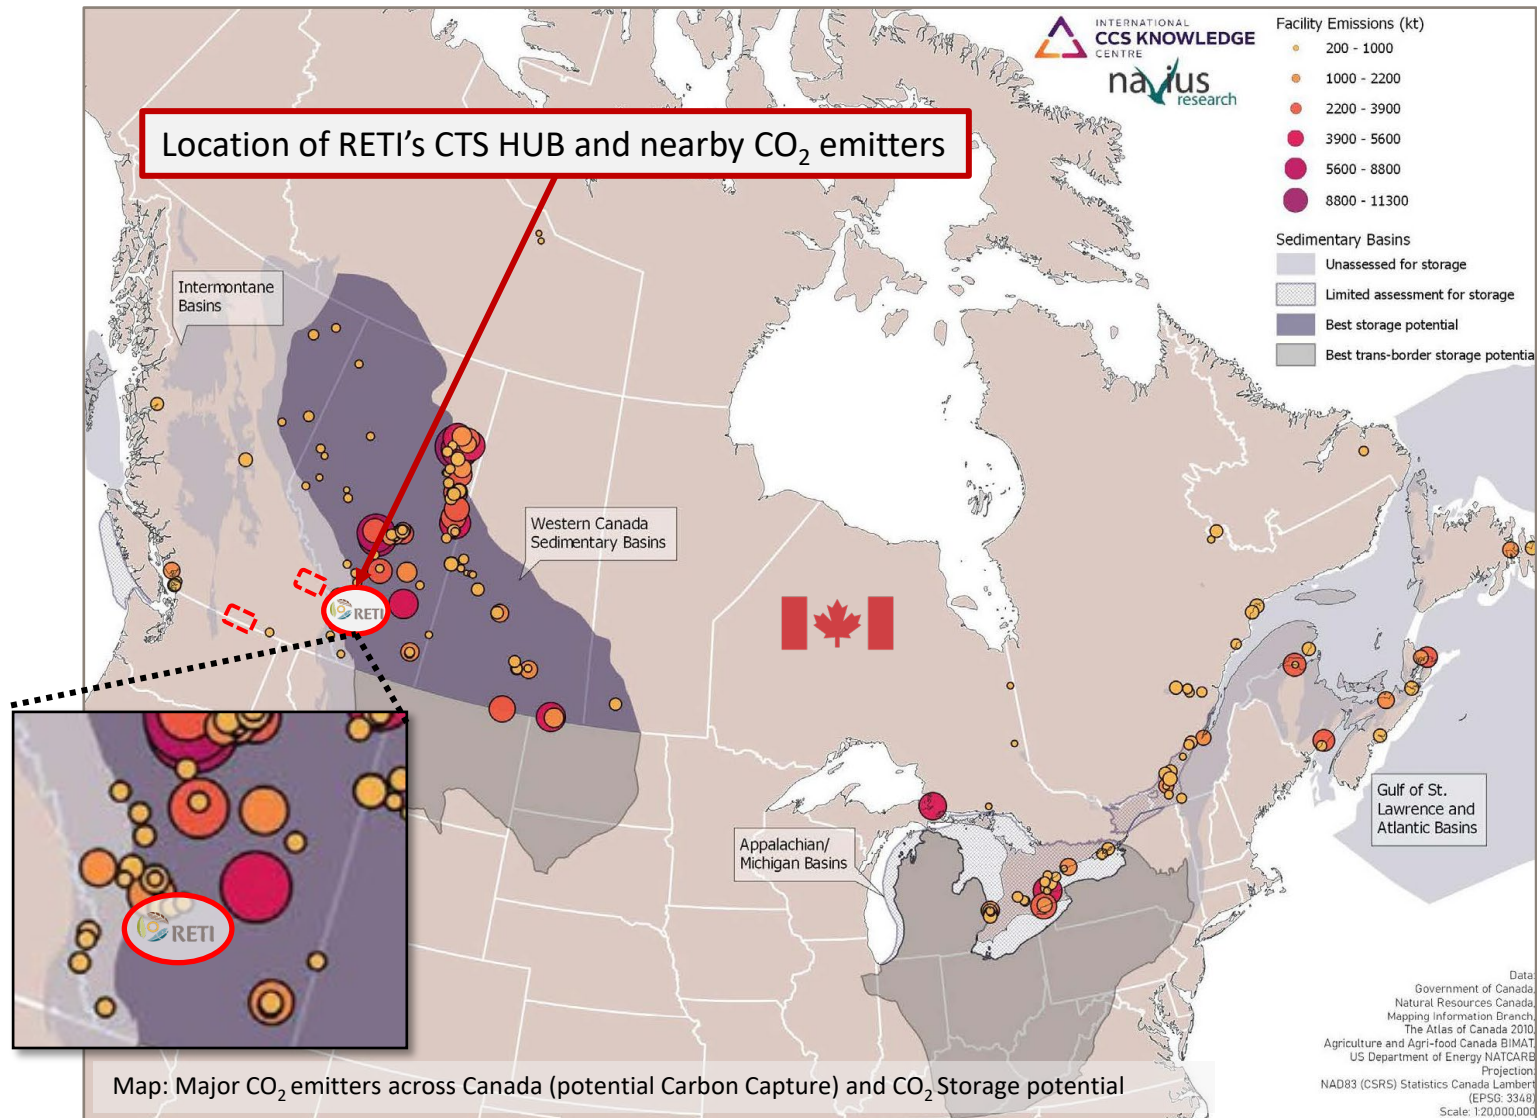 INTERNATIONAL
CCS KNOWLEDGE
CENTRE
navius
research
Facility Emissions (kt)
200 - 1000
1000 - 2200
2200 - 3900
3900 - 5600
5600 - 8800
8800 - 11300
Sedimentary Basins
Unassessed for storage
Limited assessment for storage
Best storage potential
Best trans-border storage potentia
Location of RETI’s CTS HUB and nearby CO₂ emitters
Intermontane
Basins
Western Canada
Sedimentary Basins
RETI
RETI
Appalachian/
Michigan Basins
Gulf of St.
Lawrence and
Atlantic Basins
Data:
Government of Canada,
Natural Resources Canada,
Mapping Information Branch,
The Atlas of Canada 2010,
Agriculture and Agri-food Canada BIMAT,
US Department of Energy NATCARB
Projection:
NAD83 (CSRS) Statistics Canada Lambert
(EPSG: 3348)
Scale: 1:20,000,000
Map: Major CO₂ emitters across Canada (potential Carbon Capture) and CO₂ Storage potential